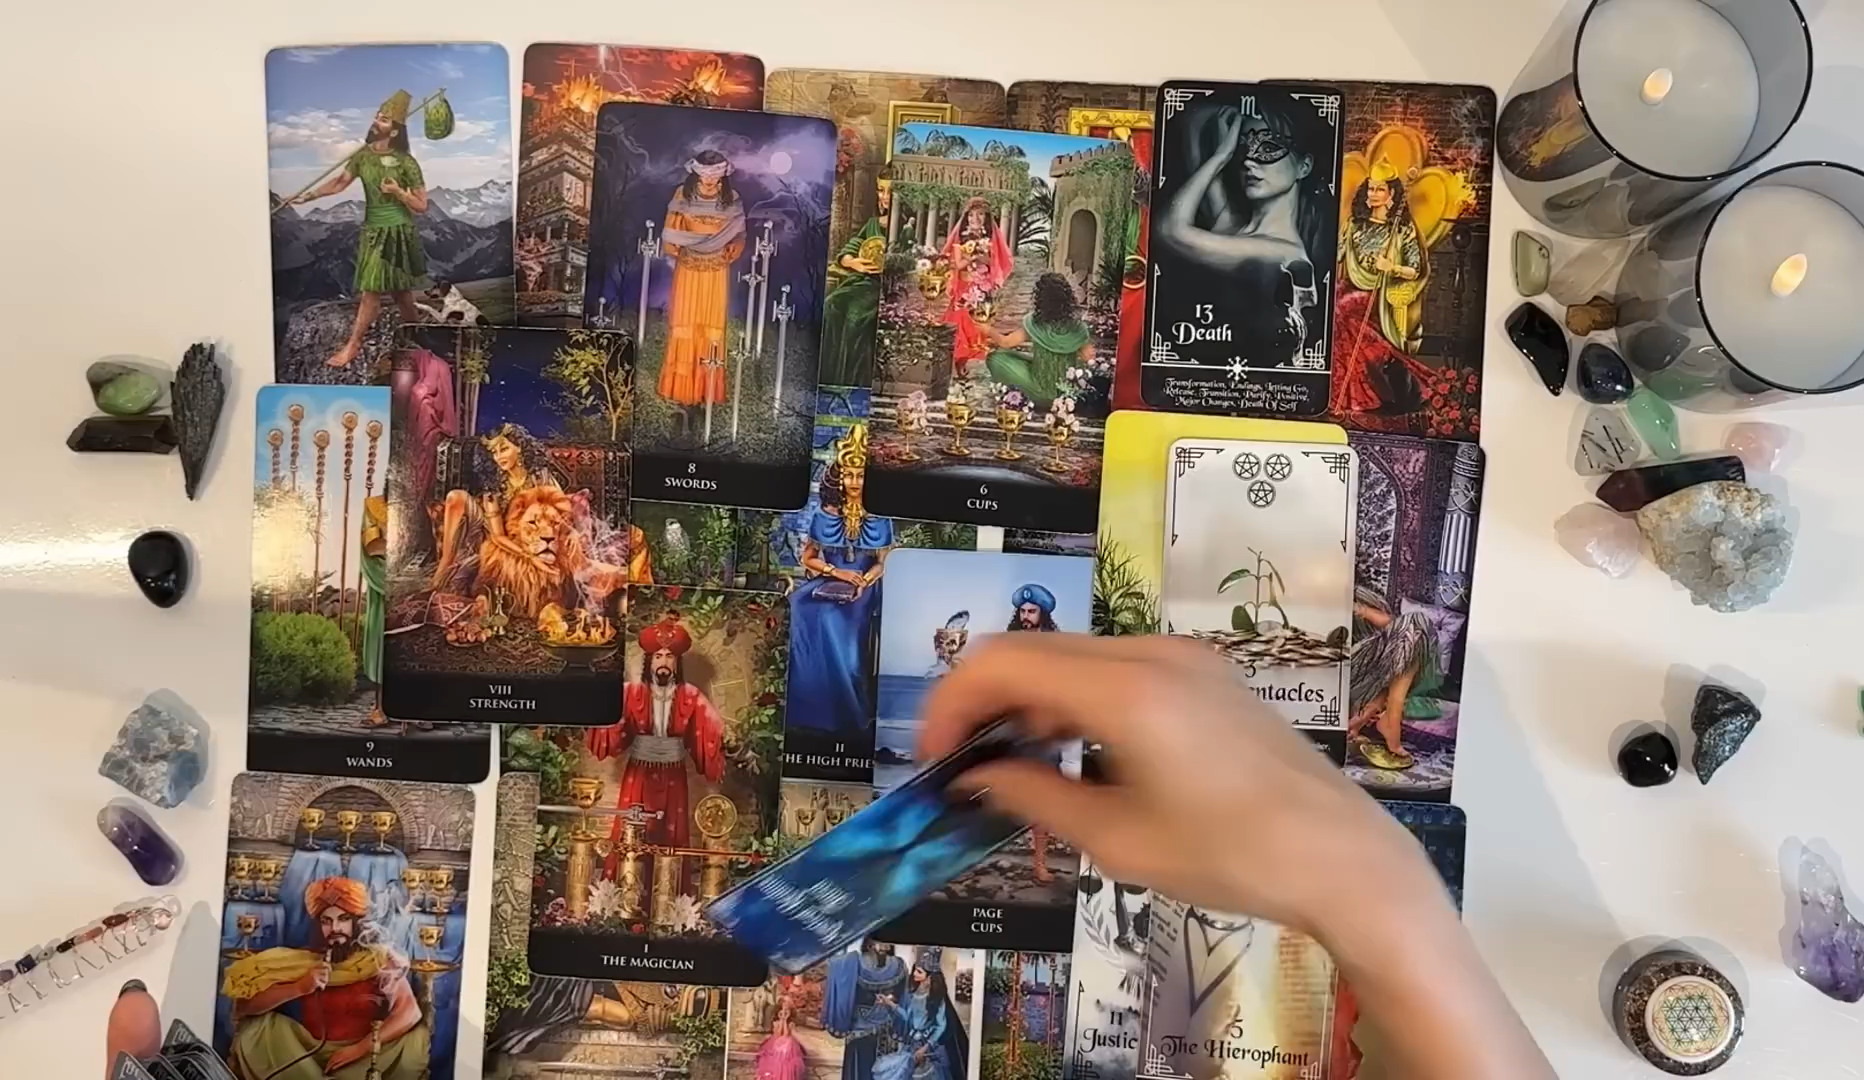 13
Death
Transformation, Endings, Letting Go,
Release, Transition, Purify, Positive,
Major Changes, Death Of Self
8
SWORDS
6
CUPS
VIII
STRENGTH
3
ntacles
9
WANDS
II
THE HIGH PRIE
PAGE
CUPS
I
THE MAGICIAN
11
Justic
5
The Hierophant